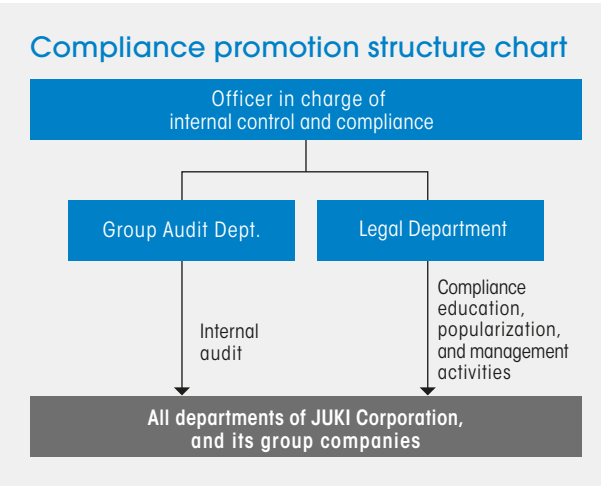 Compliance promotion structure chart
Officer in charge of
internal control and compliance
Group Audit Dept.
Legal Department
Internal
audit
Compliance
education,
popularization,
and management
activities
All departments of JUKI Corporation,
and its group companies